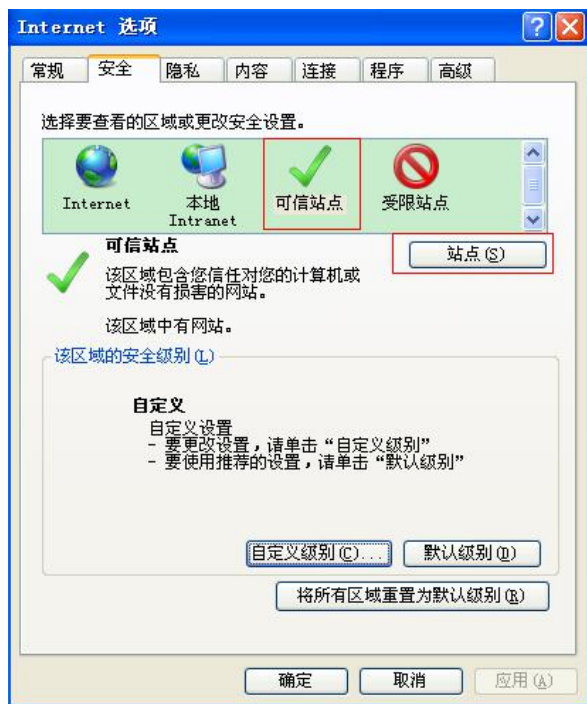 Internet 选项
常规 安全 隐私 内容 连接 程序 高级
选择要查看的区域或更改安全设置。
Internet 本地 Intranet 可信站点 受限站点
可信站点
站点(S)
该区域包含您信任对您的计算机或
文件没有损害的网站。
该区域中有网站。
该区域的安全级别(L)
自定义
自定义设置
- 要更改设置，请单击“自定义级别”
- 要使用推荐的设置，请单击“默认级别”
自定义级别(C)... 默认级别(D)
将所有区域重置为默认级别(R)
确定 取消 应用(A)